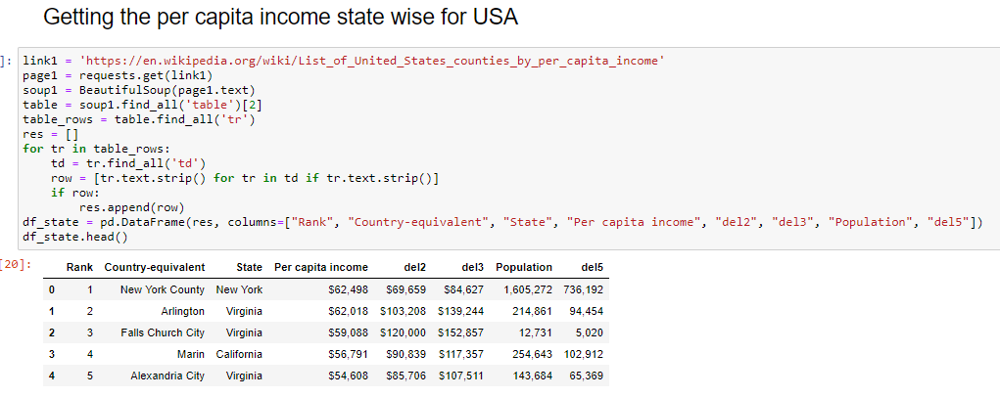 Getting the per capita income state wise for USA
]: link1 = 'https://en.wikipedia.org/wiki/List_of_United_States_counties_by_per_capita_income'
page1 = requests.get(link1)
soup1 = BeautifulSoup(page1.text)
table = soup1.find_all('table')[2]
table_rows = table.find_all('tr')
res = []
for tr in table_rows:
    td = tr.find_all('td')
    row = [tr.text.strip() for tr in td if tr.text.strip()]
    if row:
        res.append(row)
df_state = pd.DataFrame(res, columns=["Rank", "Country-equivalent", "State", "Per capita income", "del2", "del3", "Population", "del5"])
df_state.head()
[20]: Rank Country-equivalent State Per capita income del2 del3 Population del5
0 1 New York County New York $62,498 $69,659 $84,627 1,605,272 736,192
1 2 Arlington Virginia $62,018 $103,208 $139,244 214,861 94,454
2 3 Falls Church City Virginia $59,088 $120,000 $152,857 12,731 5,020
3 4 Marin California $56,791 $90,839 $117,357 254,643 102,912
4 5 Alexandria City Virginia $54,608 $85,706 $107,511 143,684 65,369